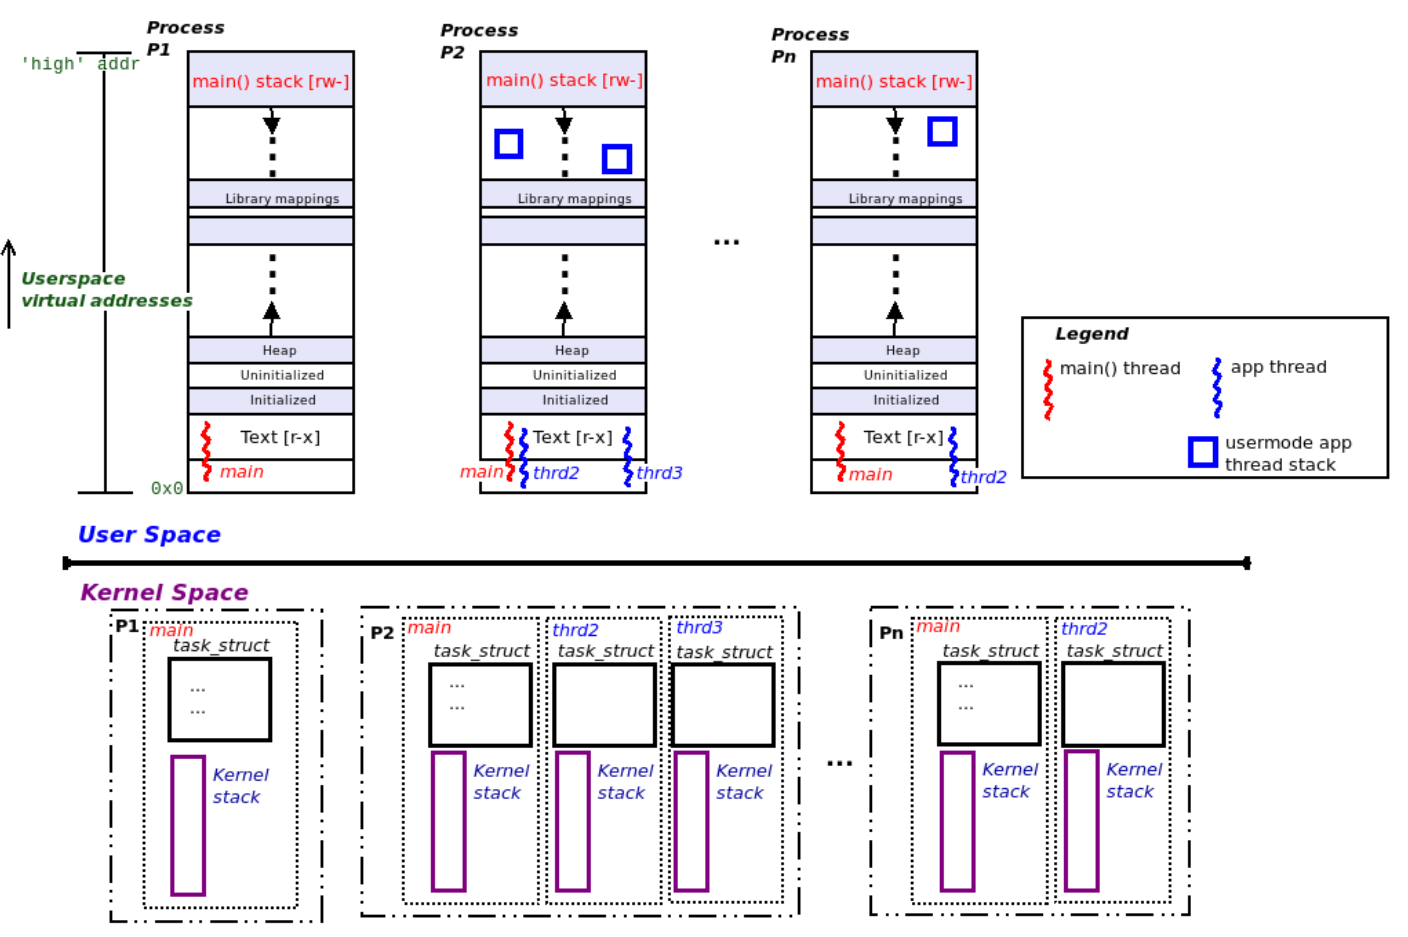 Process
P1
Process
P2
Process
Pn
'high' addr
main() stack [rw-]
main() stack [rw-]
main() stack [rw-]
Library mappings
Library mappings
Library mappings
...
Userspace
virtual addresses
Heap
Heap
Heap
Uninitialized
Uninitialized
Uninitialized
Initialized
Initialized
Initialized
Text [r-x]
Text [r-x]
Text [r-x]
main
main
thrd2
thrd3
main
thrd2
0x0
Legend
main() thread
app thread
usermode app
thread stack
User Space
Kernel Space
P1
main
task_struct
...
...
Kernel
stack
P2
main
task_struct
...
...
Kernel
stack
thrd2
task_struct
Kernel
stack
thrd3
task_struct
Kernel
stack
...
Pn
main
task_struct
...
...
Kernel
stack
thrd2
task_struct
Kernel
stack